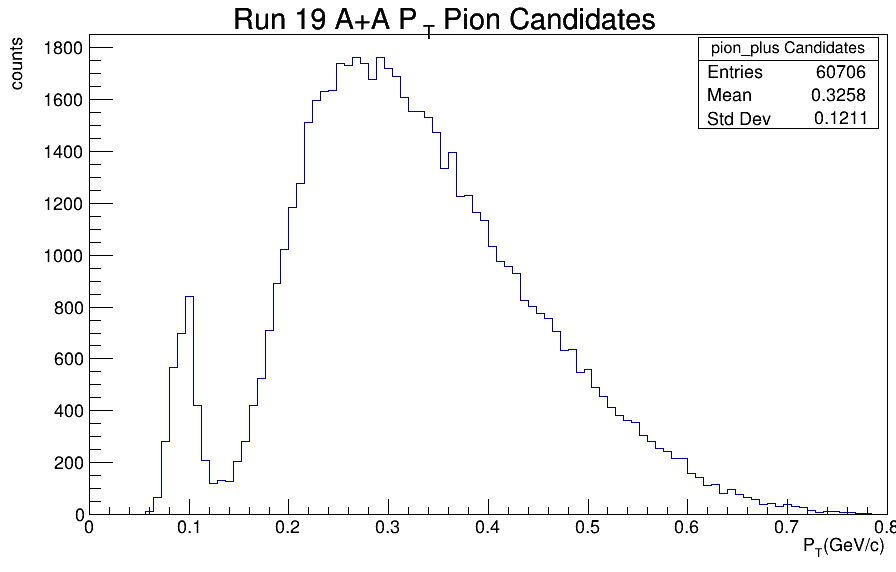 Run 19 A+A P_T Pion Candidates
counts
pion_plus Candidates
Entries 60706
Mean 0.3258
Std Dev 0.1211
1800
1600
1400
1200
1000
800
600
400
200
0
0 0.1 0.2 0.3 0.4 0.5 0.6 0.7 0.8
P_T(GeV/c)